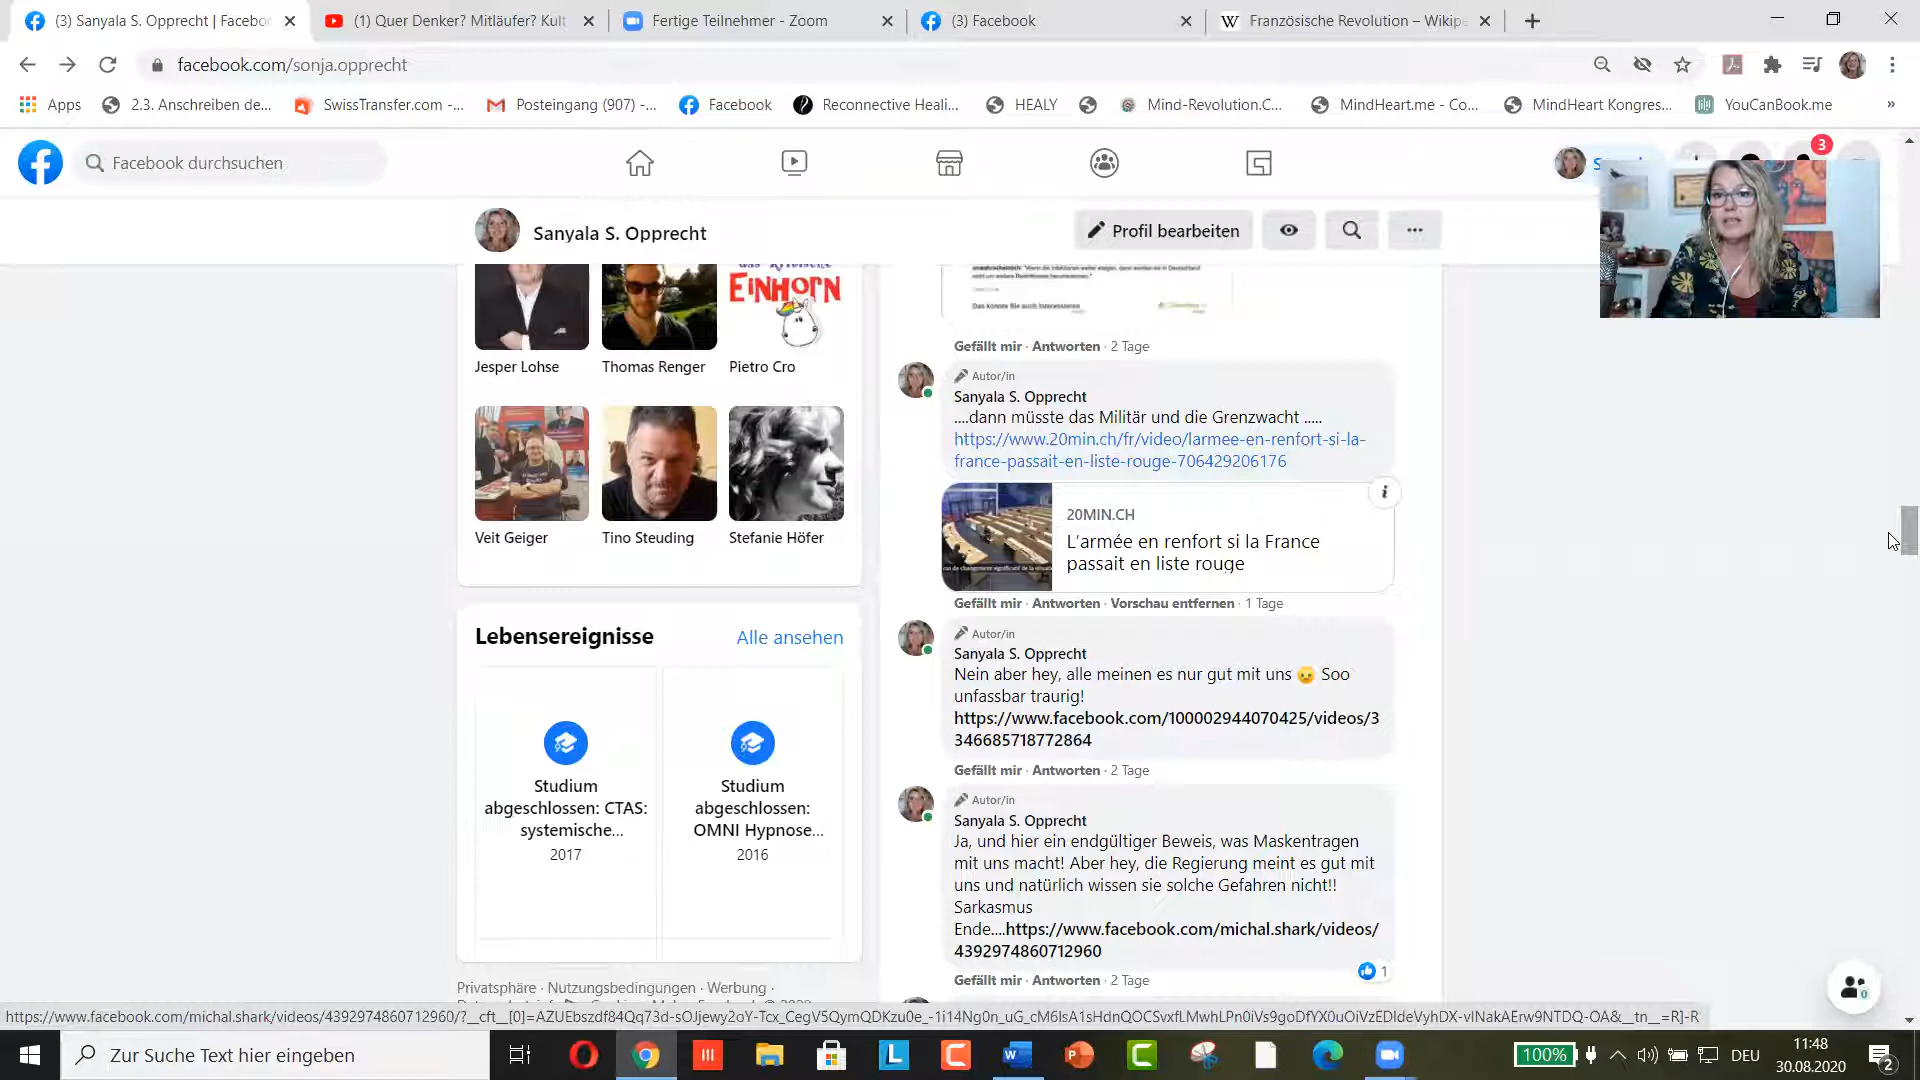 (3) Sanyala S. Opprecht | Facebo
(1) Quer Denker? Mitläufer? Kult
Fertige Teilnehmer - Zoom
(3) Facebook
Französische Revolution – Wikipe
facebook.com/sonja.opprecht
Apps
2.3. Anschreiben de...
SwissTransfer.com -...
Posteingang (907) -...
Facebook
Reconnective Heali...
HEALY
Mind-Revolution.C...
MindHeart.me - Co...
MindHeart Kongres...
YouCanBook.me
»
Facebook durchsuchen
3
Sanyala S. Opprecht
Profil bearbeiten
EINHORN
Jesper Lohse
Thomas Renger
Pietro Cro
Veit Geiger
Tino Steuding
Stefanie Höfer
Lebensereignisse
Alle ansehen
Studium
abgeschlossen: CTAS:
systemische...
2017
Studium
abgeschlossen:
OMNI Hypnose...
2016
Privatsphäre · Nutzungsbedingungen · Werbung ·
Das könnte Sie auch interessieren
Gefällt mir · Antworten · 2 Tage
Autor/in
Sanyala S. Opprecht
....dann müsste das Militär und die Grenzwacht .....
https://www.20min.ch/fr/video/larmee-en-renfort-si-la-
france-passait-en-liste-rouge-706429206176
20MIN.CH
L'armée en renfort si la France
passait en liste rouge
Gefällt mir · Antworten · Vorschau entfernen · 1 Tage
Autor/in
Sanyala S. Opprecht
Nein aber hey, alle meinen es nur gut mit uns 😠 Soo
unfassbar traurig!
https://www.facebook.com/100002944070425/videos/3
346685718772864
Gefällt mir · Antworten · 2 Tage
Autor/in
Sanyala S. Opprecht
Ja, und hier ein endgültiger Beweis, was Maskentragen
mit uns macht! Aber hey, die Regierung meint es gut mit
uns und natürlich wissen sie solche Gefahren nicht!!
Sarkasmus
Ende....https://www.facebook.com/michal.shark/videos/
4392974860712960
1
Gefällt mir · Antworten · 2 Tage
Zur Suche Text hier eingeben
100%
DEU
11:48
30.08.2020
2